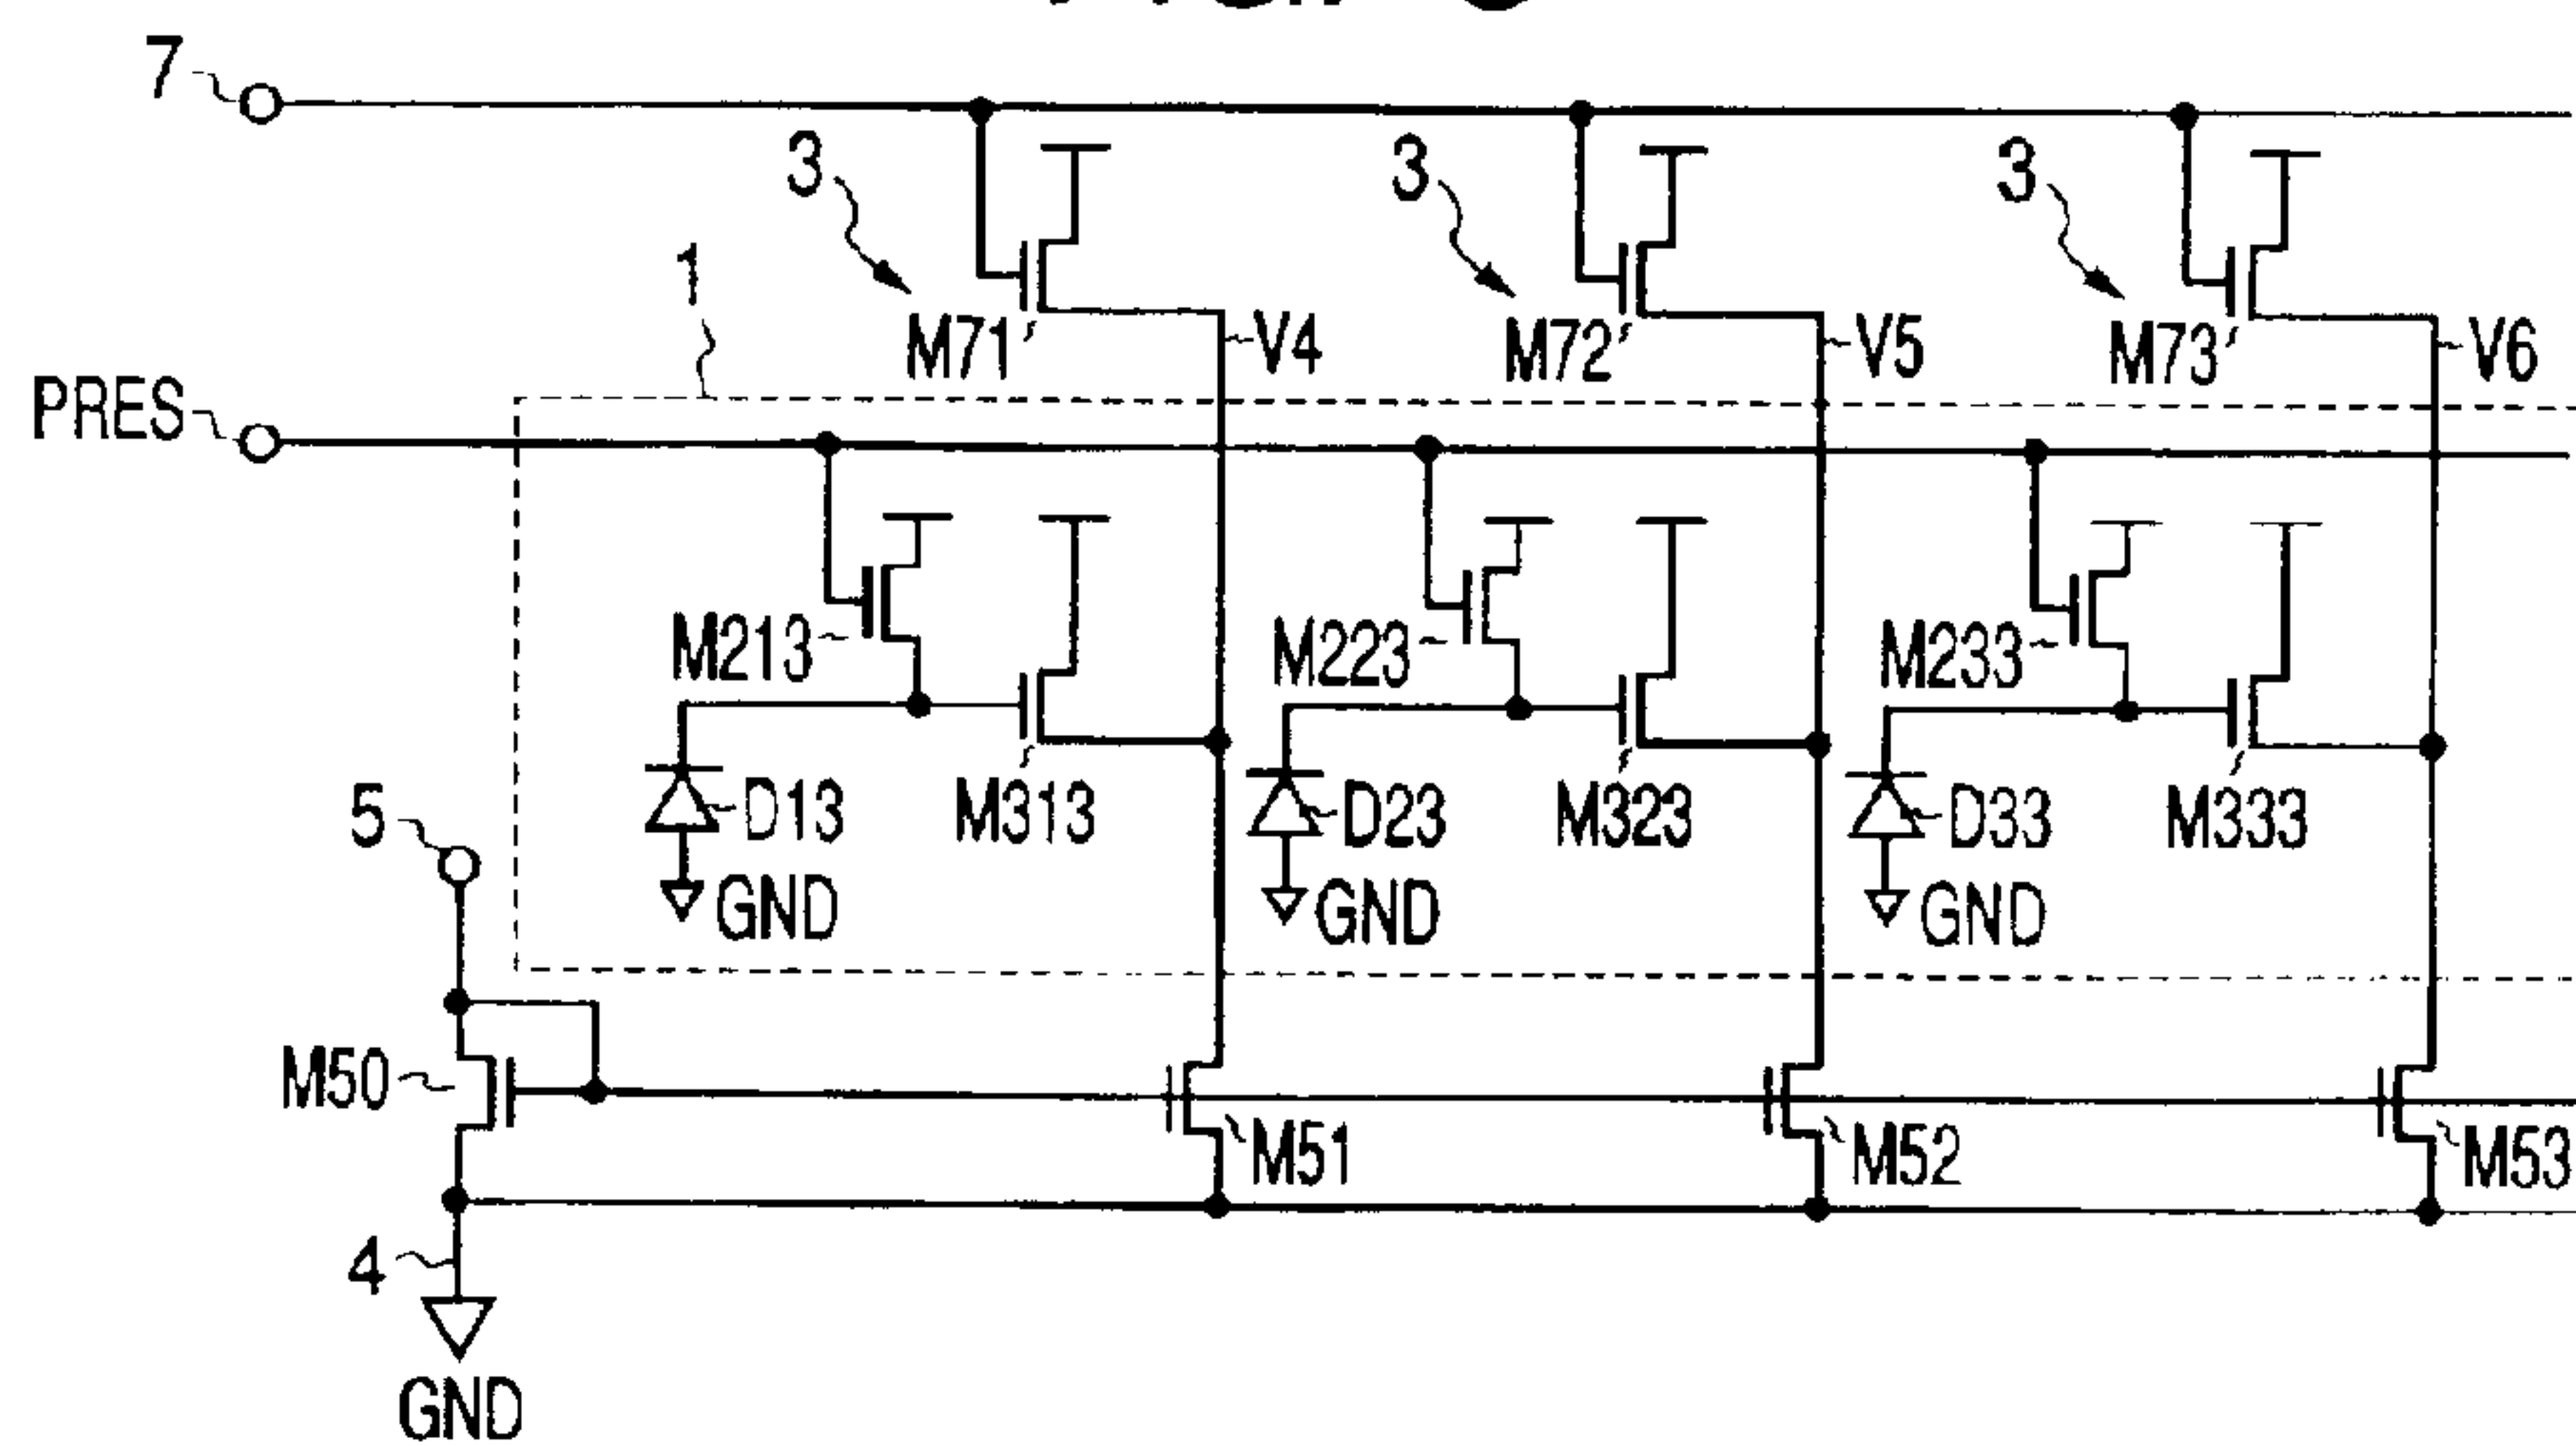 7
3 3 3
1
M71' V4 M72' V5 M73' V6
PRES
M213 M223 M233
5 D13 M313 D23 M323 D33 M333
GND GND GND
M50
M51 M52 M53
4
GND